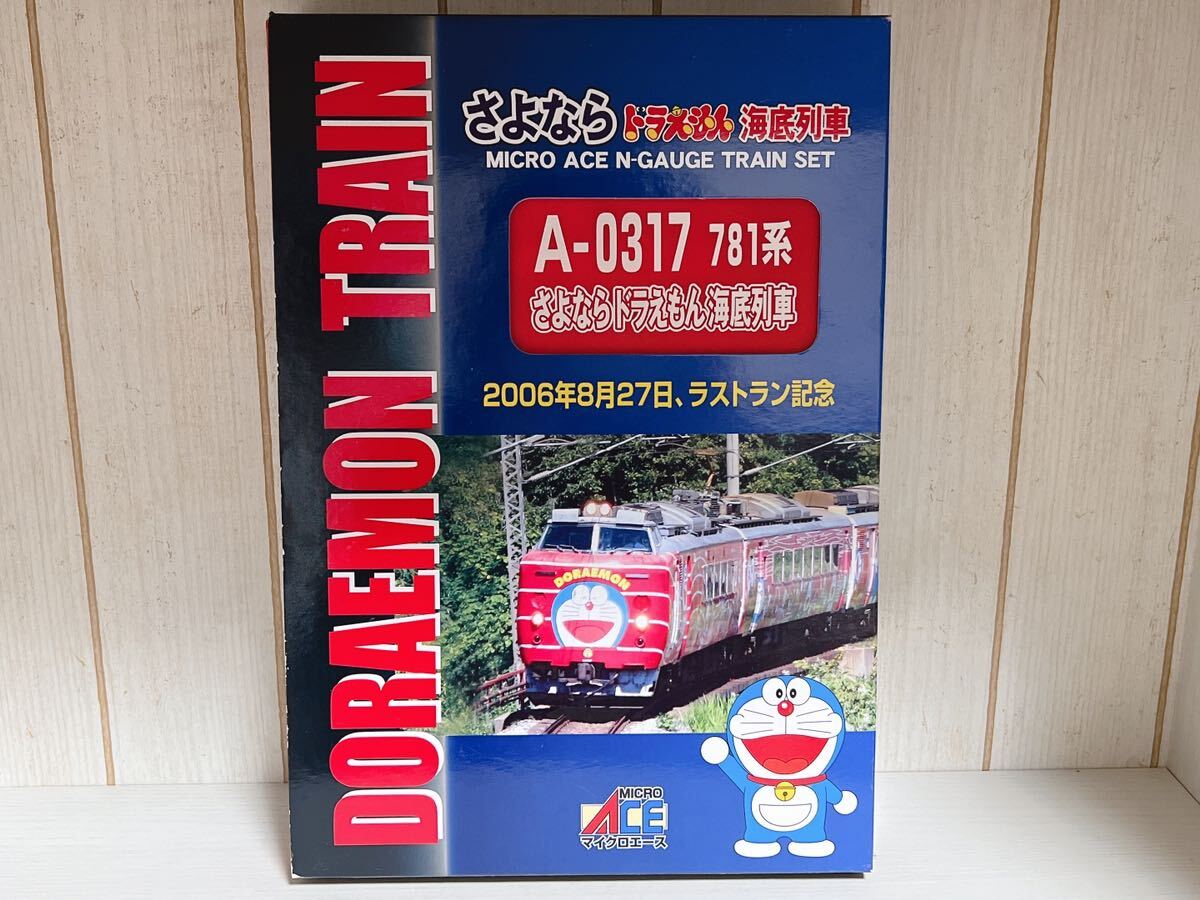 DORAEMON TRAIN
さよなら ドラえもん 海底列車
MICRO ACE N-GAUGE TRAIN SET
A-0317 781系
さよならドラえもん海底列車
2006年8月27日、ラストラン記念
DORAEMON
MICRO
ACE
マイクロエース